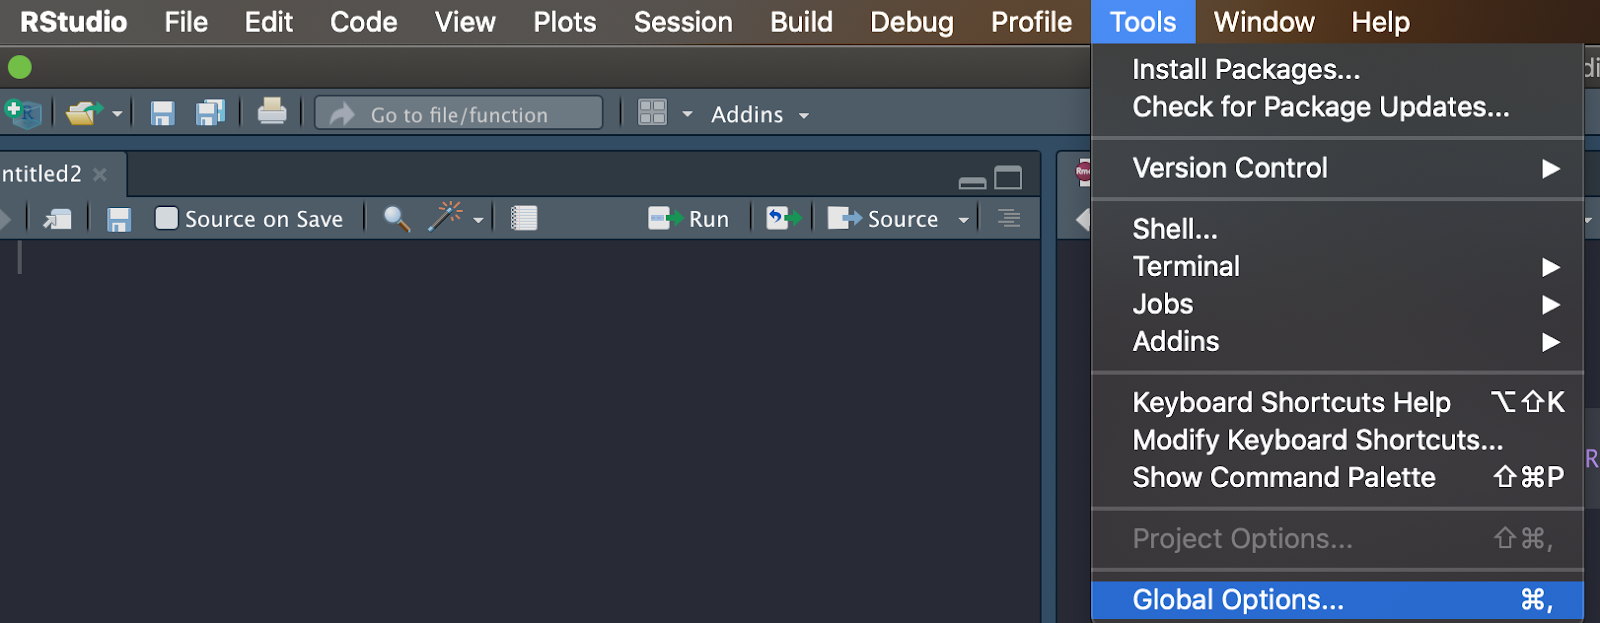 RStudio File Edit Code View Plots Session Build Debug Profile Tools Window Help
Go to file/function Addins
ntitled2
Source on Save Run Source
Install Packages...
Check for Package Updates...
Version Control
Shell...
Terminal
Jobs
Addins
Keyboard Shortcuts Help ⌥⇧K
Modify Keyboard Shortcuts...
Show Command Palette ⇧⌘P
Project Options... ⇧⌘,
Global Options... ⌘,
di
R